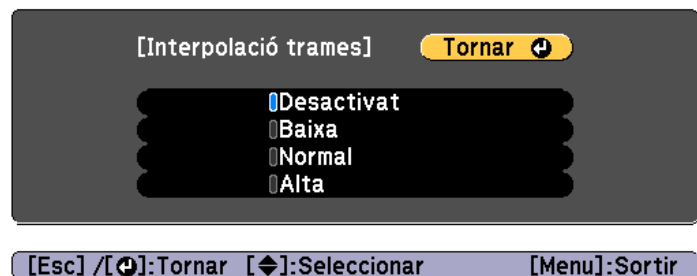 [Interpolació trames] Tornar
Desactivat
Baixa
Normal
Alta
[Esc] /[⏎]:Tornar [◆]:Seleccionar [Menu]:Sortir